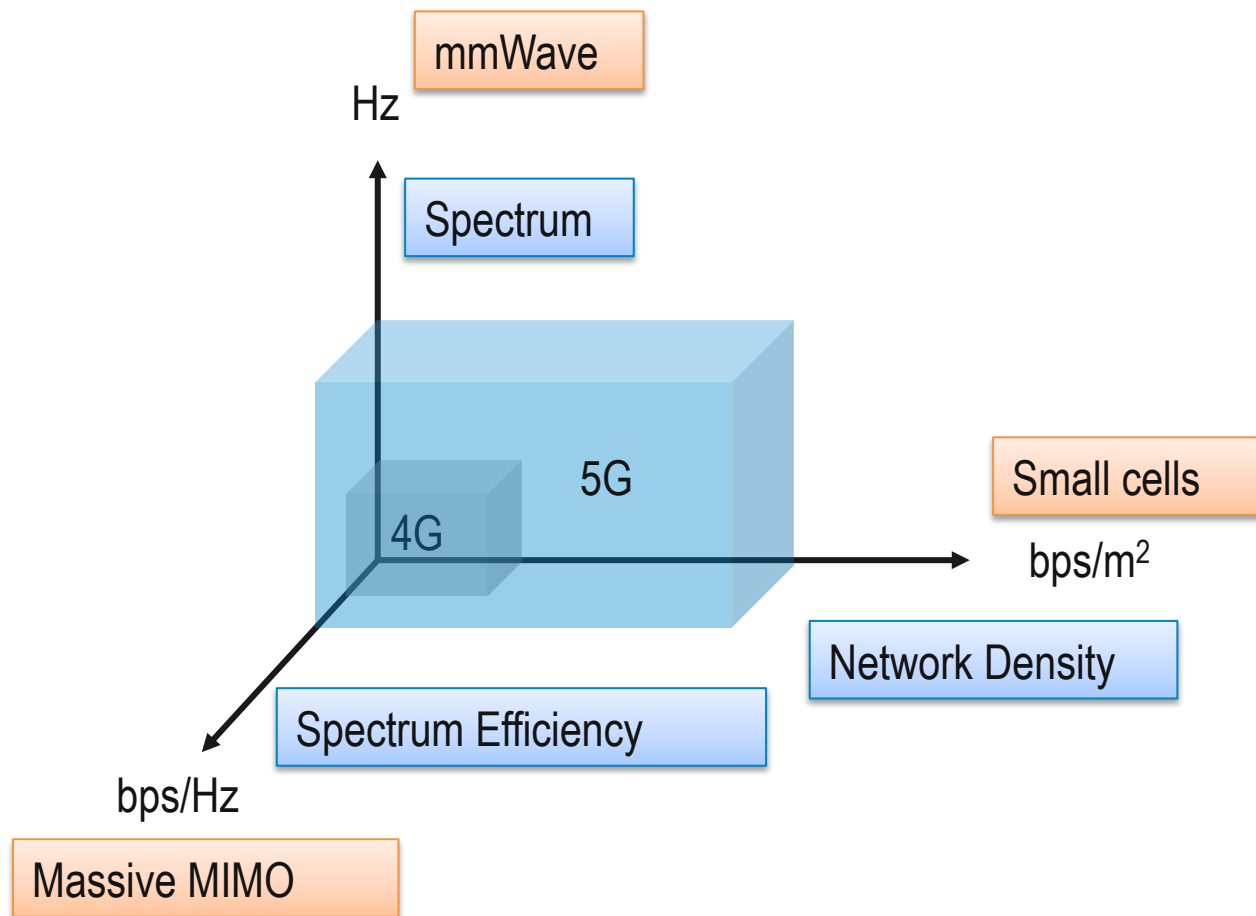 mmWave
Hz
Spectrum
5G
4G
Small cells
bps/m²
Network Density
Spectrum Efficiency
bps/Hz
Massive MIMO